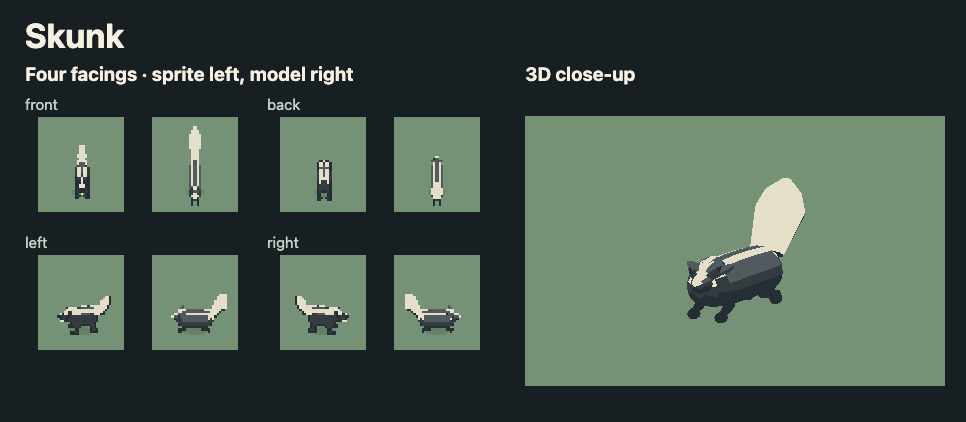 Skunk
Four facings · sprite left, model right
3D close-up
front
back
left
right